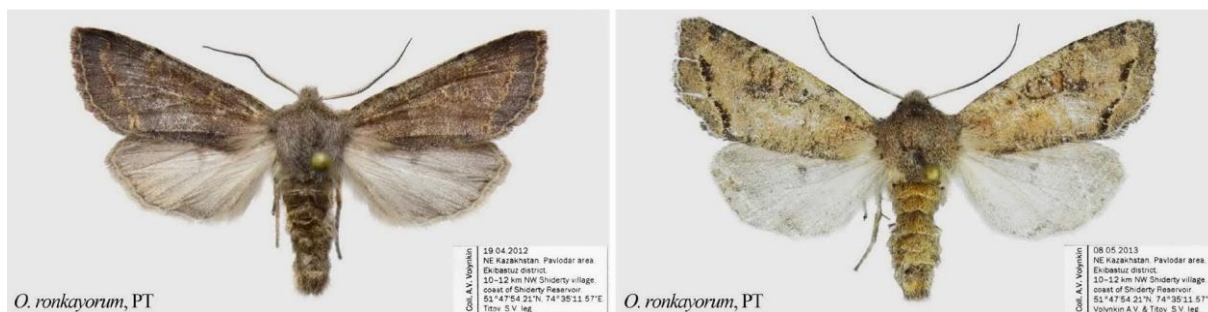 O. ronkayorum, PT
Coll. A.V. Volynkin
19.04.2012
NE Kazakhstan. Pavlodar area.
Ekibastuz district.
10–12 km NW Shiderty village.
coast of Shiderty Reservoir.
51°47'54.21"N. 74°35'11.57"E
Titov. S.V. leg.
O. ronkayorum, PT
Coll. A.V. Volynkin
08.05.2013
NE Kazakhstan. Pavlodar area.
Ekibastuz district.
10–12 km NW Shiderty village.
coast of Shiderty Reservoir.
51°47'54.21"N. 74°35'11.57"E
Volynkin A.V. & Titov S.V. leg.